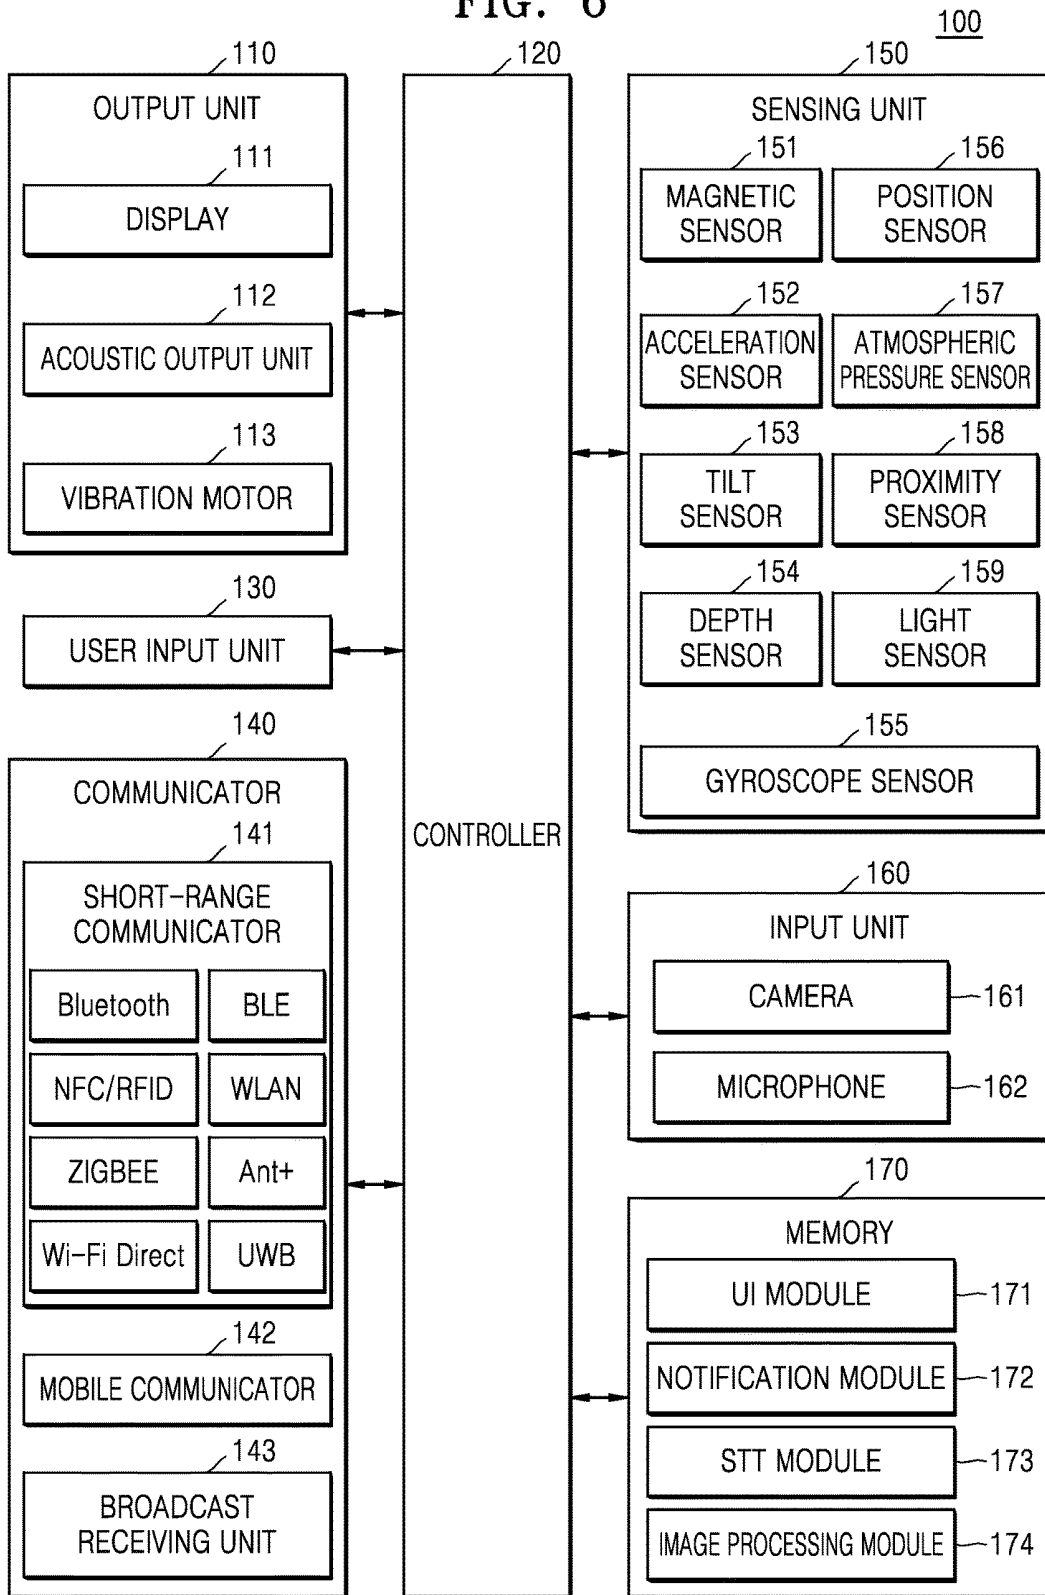 FIG. 6
100
110
OUTPUT UNIT
111
DISPLAY
112
ACOUSTIC OUTPUT UNIT
113
VIBRATION MOTOR
130
USER INPUT UNIT
140
COMMUNICATOR
141
SHORT-RANGE
COMMUNICATOR
Bluetooth
BLE
NFC/RFID
WLAN
ZIGBEE
Ant+
Wi-Fi Direct
UWB
142
MOBILE COMMUNICATOR
143
BROADCAST
RECEIVING UNIT
120
CONTROLLER
150
SENSING UNIT
151
MAGNETIC
SENSOR
156
POSITION
SENSOR
152
ACCELERATION
SENSOR
157
ATMOSPHERIC
PRESSURE SENSOR
153
TILT
SENSOR
158
PROXIMITY
SENSOR
154
DEPTH
SENSOR
159
LIGHT
SENSOR
155
GYROSCOPE SENSOR
160
INPUT UNIT
CAMERA
161
MICROPHONE
162
170
MEMORY
UI MODULE
171
NOTIFICATION MODULE
172
STT MODULE
173
IMAGE PROCESSING MODULE
174